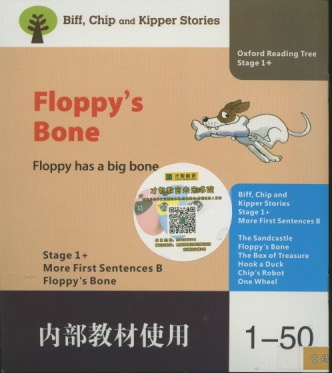 Biff, Chip and Kipper Stories
Oxford Reading Tree
Stage 1+
Floppy's
Bone
Floppy has a big bone.
Biff, Chip and
Kipper Stories
Stage 1+
More First Sentences B
The Sandcastle
Floppy's Bone
The Box of Treasure
Hook a Duck
Chip's Robot
One Wheel
Stage 1+
More First Sentences B
Floppy's Bone
内部教材使用
1-50